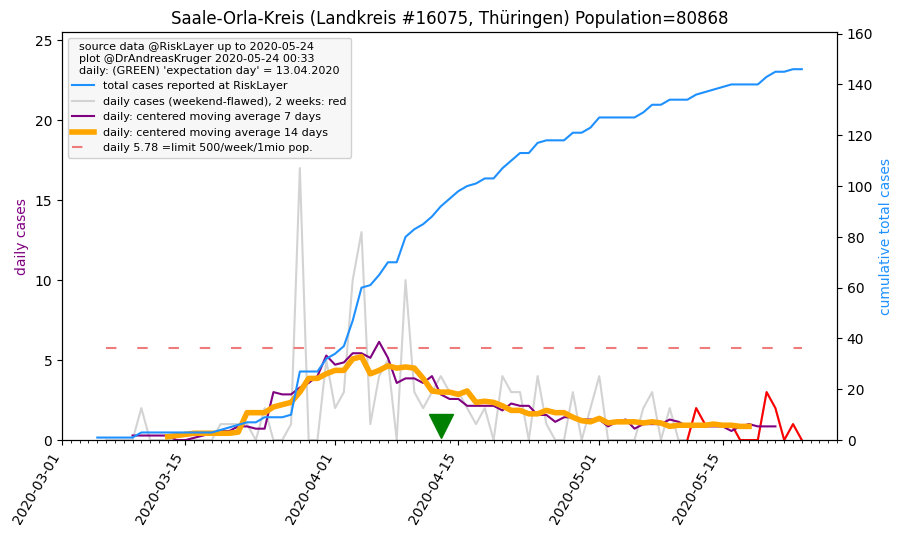 Saale-Orla-Kreis (Landkreis #16075, Thüringen) Population=80868
source data @RiskLayer up to 2020-05-24
plot @DrAndreasKruger 2020-05-24 00:33
daily: (GREEN) 'expectation day' = 13.04.2020
total cases reported at RiskLayer
daily cases (weekend-flawed), 2 weeks: red
daily: centered moving average 7 days
daily: centered moving average 14 days
daily 5.78 =limit 500/week/1mio pop.
daily cases
25
20
15
10
5
0
cumulative total cases
160
140
120
100
80
60
40
20
0
2020-03-01
2020-03-15
2020-04-01
2020-04-15
2020-05-01
2020-05-15